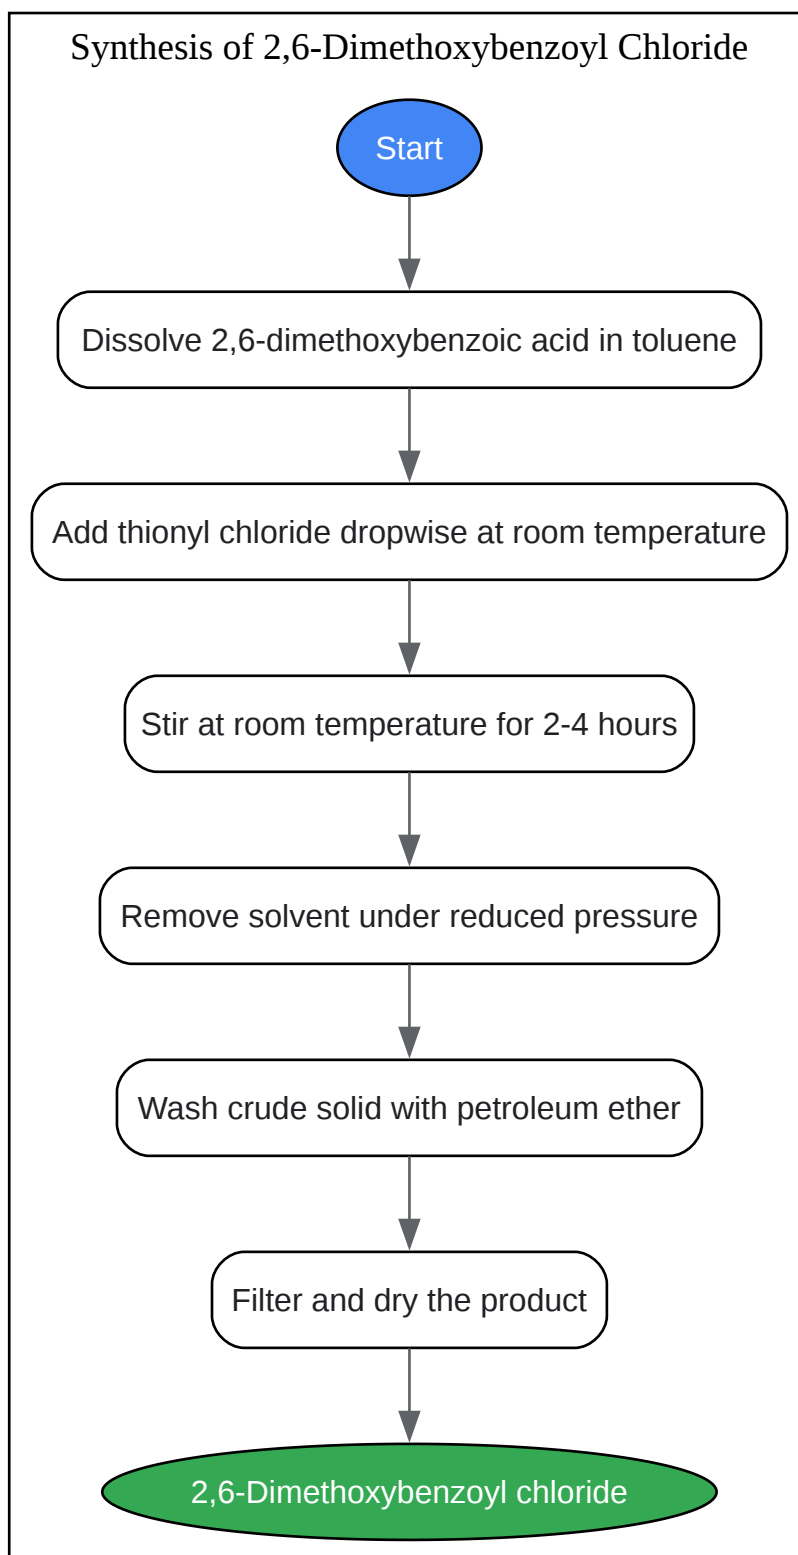 Synthesis of 2,6-Dimethoxybenzoyl Chloride
Start
Dissolve 2,6-dimethoxybenzoic acid in toluene
Add thionyl chloride dropwise at room temperature
Stir at room temperature for 2-4 hours
Remove solvent under reduced pressure
Wash crude solid with petroleum ether
Filter and dry the product
2,6-Dimethoxybenzoyl chloride